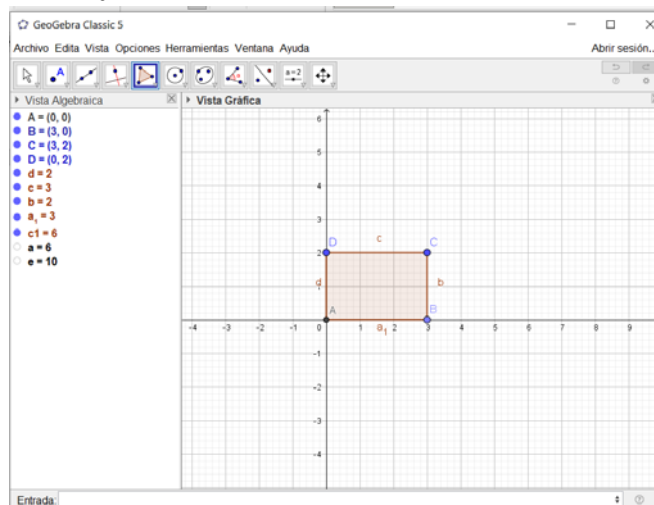 GeoGebra Classic 5
Archivo Edita Vista Opciones Herramientas Ventana Ayuda
Abrir sesión...
A
a=2
Vista Algebraica
Vista Gráfica
A = (0, 0)
B = (3, 0)
C = (3, 2)
D = (0, 2)
d = 2
c = 3
b = 2
a₁ = 3
c1 = 6
a = 6
e = 10
6
5
4
3
D c C
2
d b
1
A B
-4 -3 -2 -1 0 1 a₁ 2 3 4 5 6 7 8 9
-1
-2
-3
-4
Entrada: